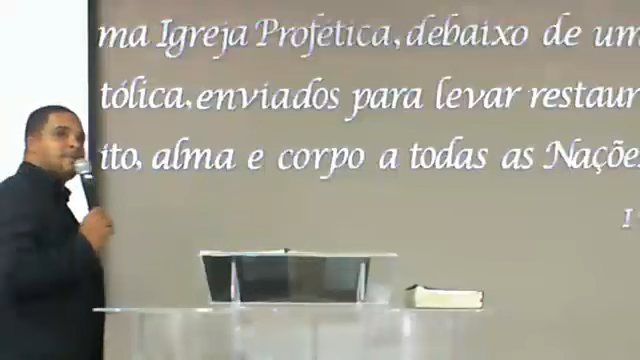 ma Igreja Profética, debaixo de um
tólica, enviados para levar restaur
ito, alma e corpo a todas as Naçõe
I